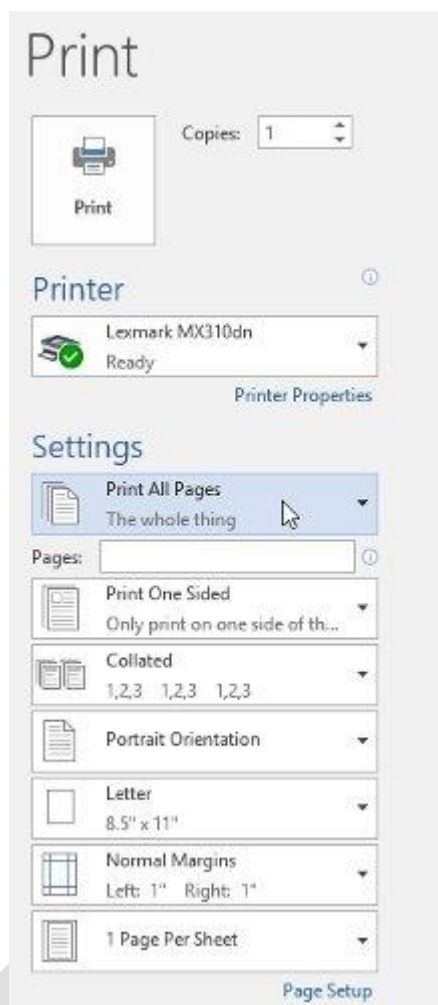 Print
Copies: 1
Print
Printer
Lexmark MX310dn
Ready
Printer Properties
Settings
Print All Pages
The whole thing
Pages:
Print One Sided
Only print on one side of th...
Collated
1,2,3 1,2,3 1,2,3
Portrait Orientation
Letter
8.5" x 11"
Normal Margins
Left: 1" Right: 1"
1 Page Per Sheet
Page Setup